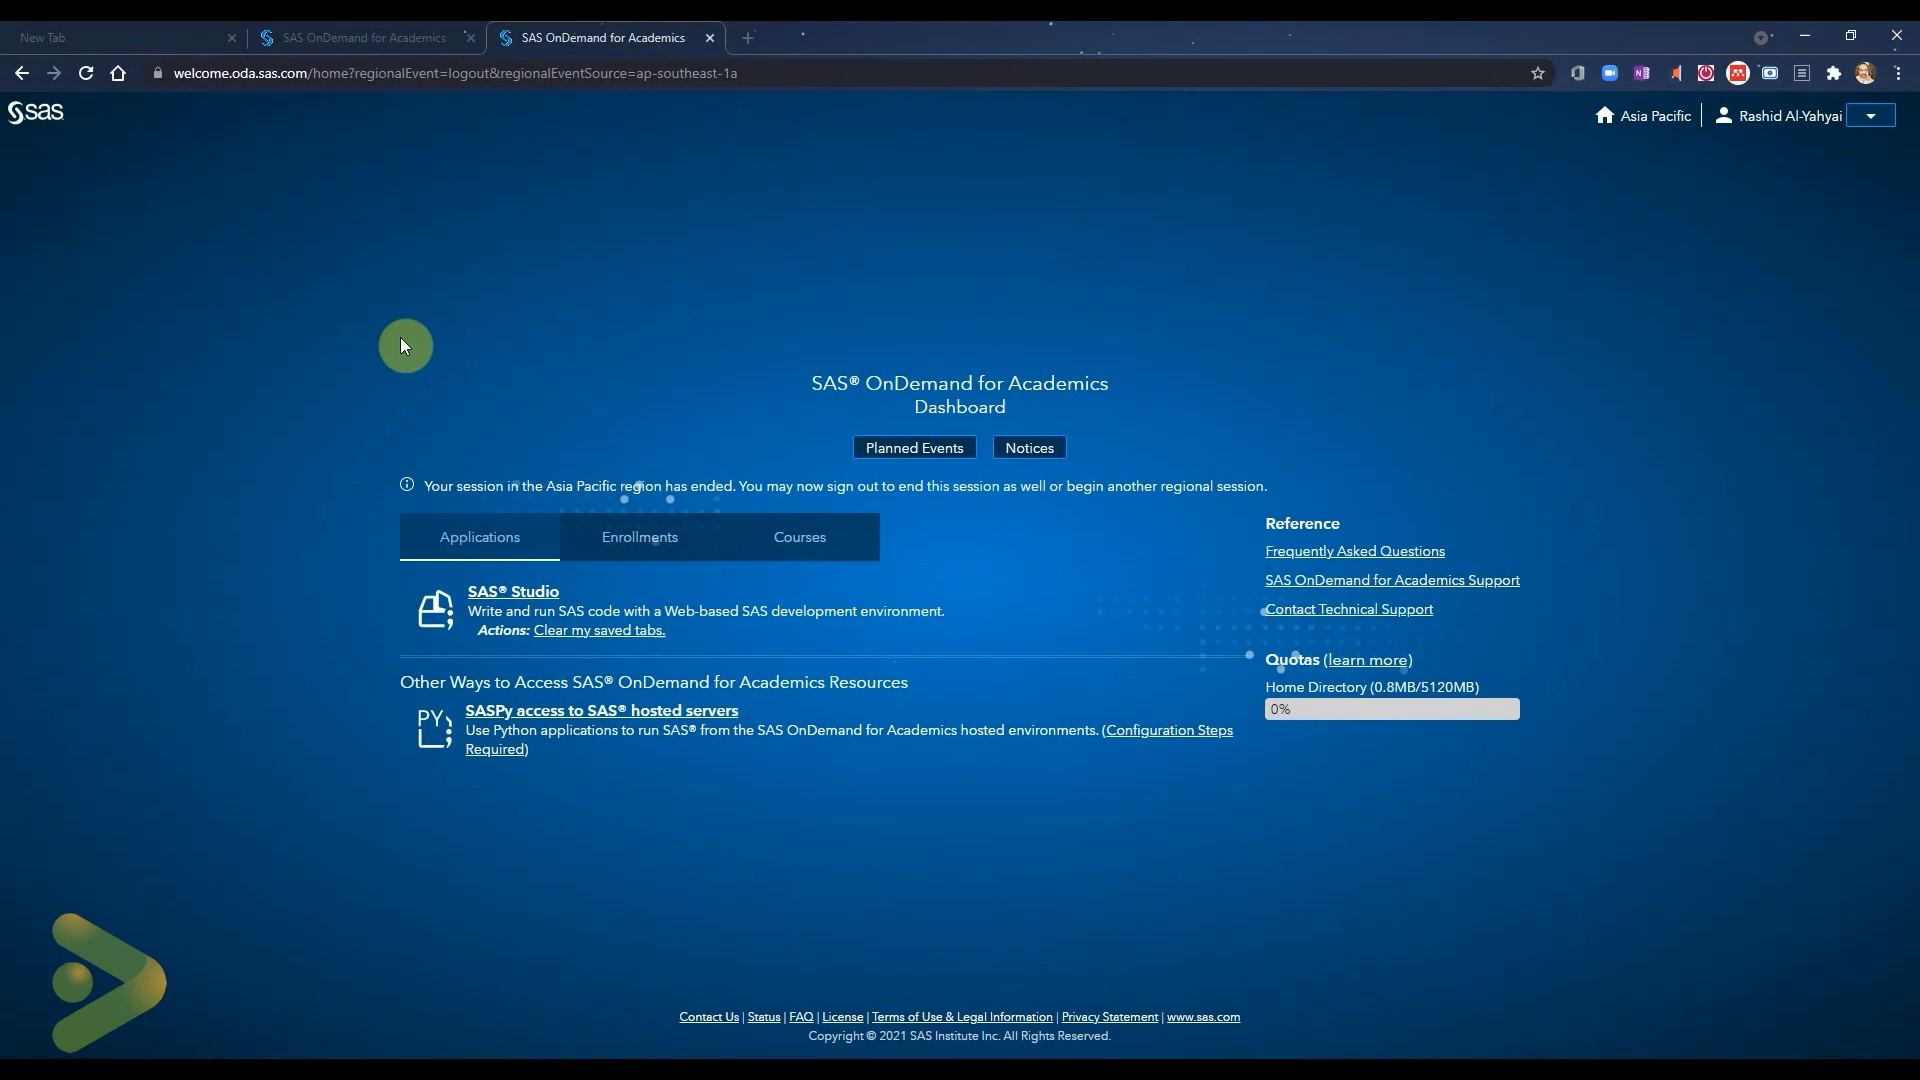 New Tab
SAS OnDemand for Academics
SAS OnDemand for Academics
welcome.oda.sas.com/home?regionalEvent=logout&regionalEventSource=ap-southeast-1a
sas
Asia Pacific
Rashid Al-Yahyai
SAS® OnDemand for Academics
Dashboard
Planned Events
Notices
Your session in the Asia Pacific region has ended. You may now sign out to end this session as well or begin another regional session.
Applications
Enrollments
Courses
SAS® Studio
Write and run SAS code with a Web-based SAS development environment.
Actions: Clear my saved tabs.
Other Ways to Access SAS® OnDemand for Academics Resources
PY
SASPy access to SAS® hosted servers
Use Python applications to run SAS® from the SAS OnDemand for Academics hosted environments. (Configuration Steps
Required)
Reference
Frequently Asked Questions
SAS OnDemand for Academics Support
Contact Technical Support
Quotas (learn more)
Home Directory (0.8MB/5120MB)
0%
Contact Us | Status | FAQ | License | Terms of Use & Legal Information | Privacy Statement | www.sas.com
Copyright © 2021 SAS Institute Inc. All Rights Reserved.